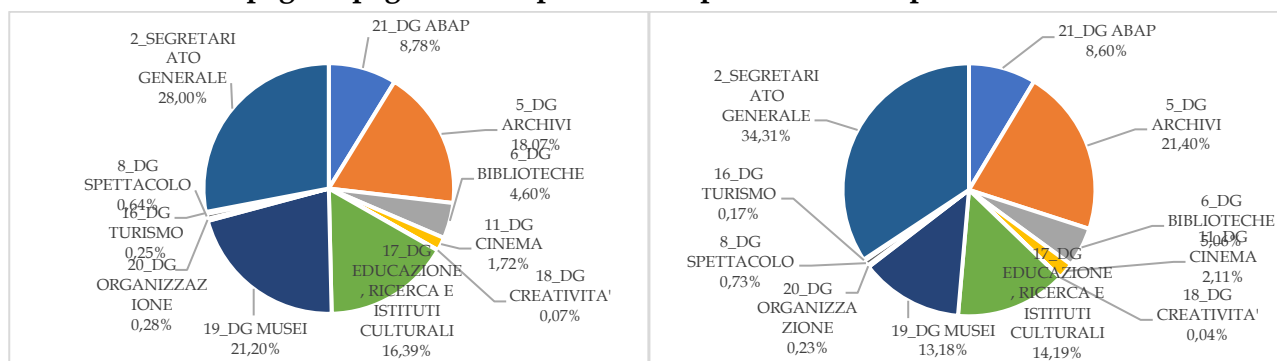 2_SEGRETARI
ATO
GENERALE
28,00%
21_DG ABAP
8,78%
5_DG
ARCHIVI
18,07%
6_DG
BIBLIOTECHE
4,60%
11_DG
CINEMA
1,72%
18_DG
CREATIVITA'
0,07%
17_DG
EDUCAZIONE
, RICERCA E
ISTITUTI
CULTURALI
16,39%
19_DG MUSEI
21,20%
20_DG
ORGANIZZAZ
IONE
0,28%
16_DG
TURISMO
0,25%
8_DG
SPETTACOLO
0,64%
2_SEGRETARI
ATO
GENERALE
34,31%
21_DG ABAP
8,60%
5_DG
ARCHIVI
21,40%
6_DG
BIBLIOTECHE
5,06%
11_DG
CINEMA
2,11%
18_DG
CREATIVITA'
0,04%
17_DG
EDUCAZIONE
, RICERCA E
ISTITUTI
CULTURALI
14,19%
19_DG MUSEI
13,18%
20_DG
ORGANIZZA
ZIONE
0,23%
8_DG
SPETTACOLO
0,73%
16_DG
TURISMO
0,17%